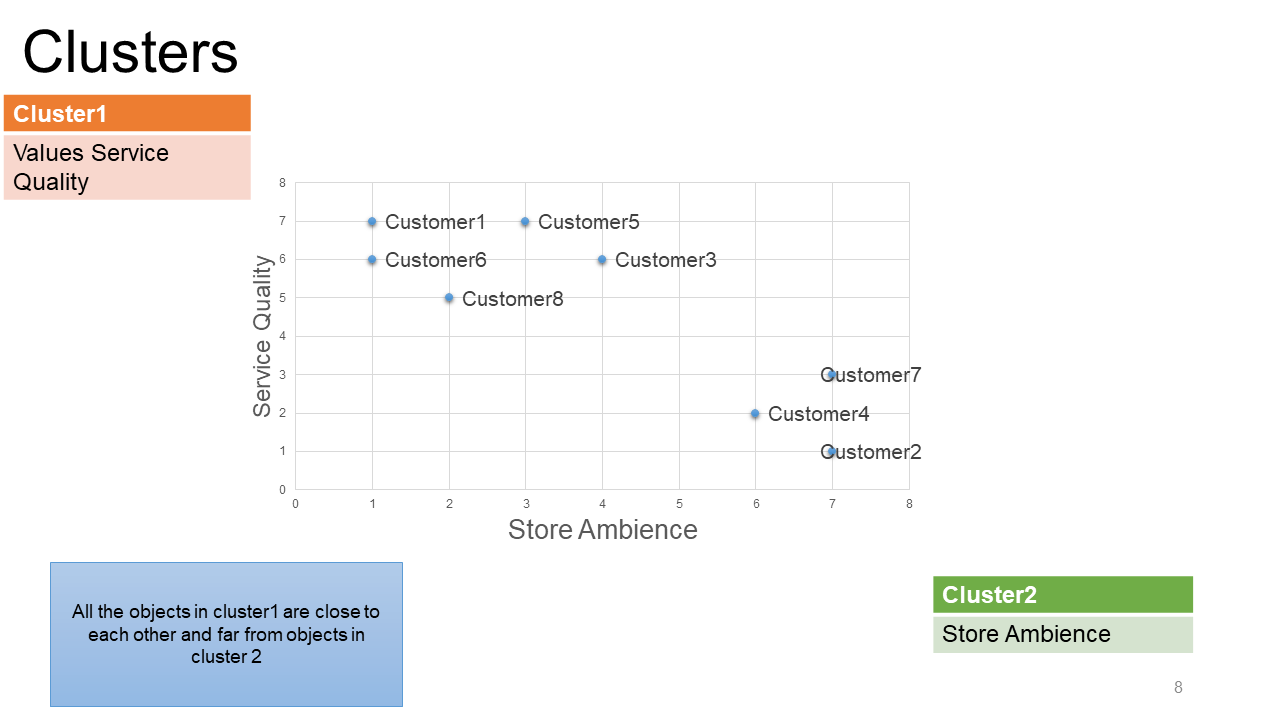 Clusters
Cluster1
Values Service
Quality
8
7
6
5
4
3
2
1
0
Service Quality
Customer1
Customer5
Customer6
Customer3
Customer8
Customer7
Customer4
Customer2
0 1 2 3 4 5 6 7 8
Store Ambience
All the objects in cluster1 are close to
each other and far from objects in
cluster 2
Cluster2
Store Ambience
8